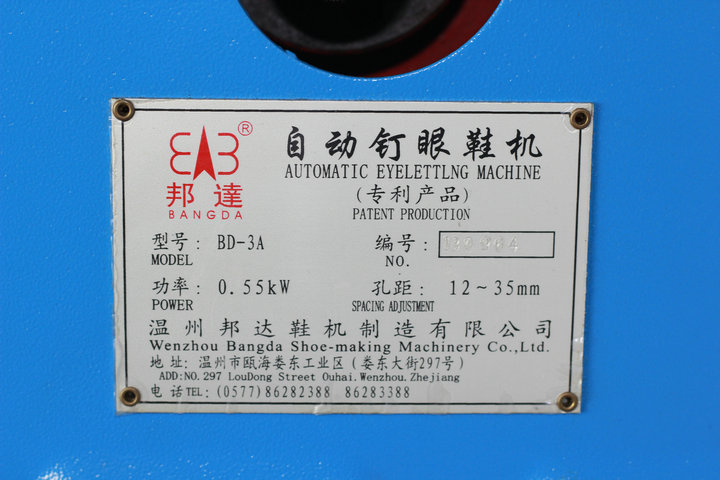 ®
邦達
BANGDA
自动钉眼鞋机
AUTOMATIC EYELETTLNG MACHINE
(专利产品)
PATENT PRODUCTION
型号: BD-3A 编号:
MODEL NO.
功率: 0.55kW 孔距: 12~35mm
POWER SPACING ADJUSTMENT
温州邦达鞋机制造有限公司
Wenzhou Bangda Shoe-making Machinery Co.,Ltd.
地 址: 温州市瓯海娄东工业区 (娄东大街297号)
ADD:NO.297 LouDong Street Ouhai.Wenzhou.Zhejiang
电 话TEL: (0577)86282388 86283388